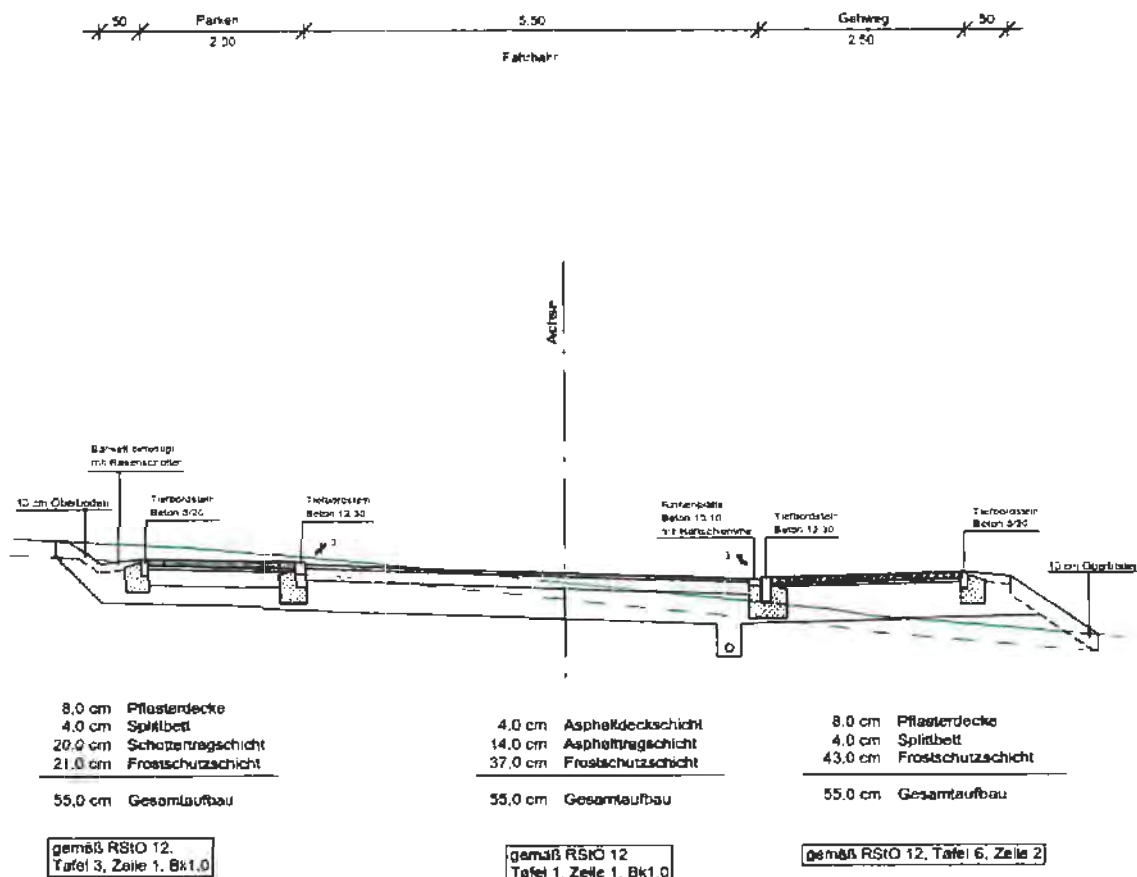 50 Parken 5.50 Gehweg 50
2.00 2.50
Fahrbahn
Achse
Bankett befestigt
mit Rasenschotter
10 cm Oberboden
Tiefbordstein
Beton 8/20
Tiefbordstein
Beton 12.30
3
Beton 10.10
3
Tiefbordstein
Beton 12.30
Tiefbordstein
Beton 8/20
10 cm Oberboden
8,0 cm Pflasterdecke
4.0 cm Splittbett
20,0 cm Schottertragschicht
21,0 cm Frostschutzschicht
55,0 cm Gesamtaufbau
gemäß RStO 12,
Tafel 3, Zeile 1, Bk1,0
4.0 cm Asphaltdeckschicht
14.0 cm Asphalttragschicht
37,0 cm Frostschutzschicht
55,0 cm Gesamtaufbau
gemäß RStO 12
Tafel 1, Zeile 1, Bk1.0
8.0 cm Pflasterdecke
4.0 cm Splittbett
43,0 cm Frostschutzschicht
55.0 cm Gesamtaufbau
gemäß RStO 12, Tafel 6, Zeile 2